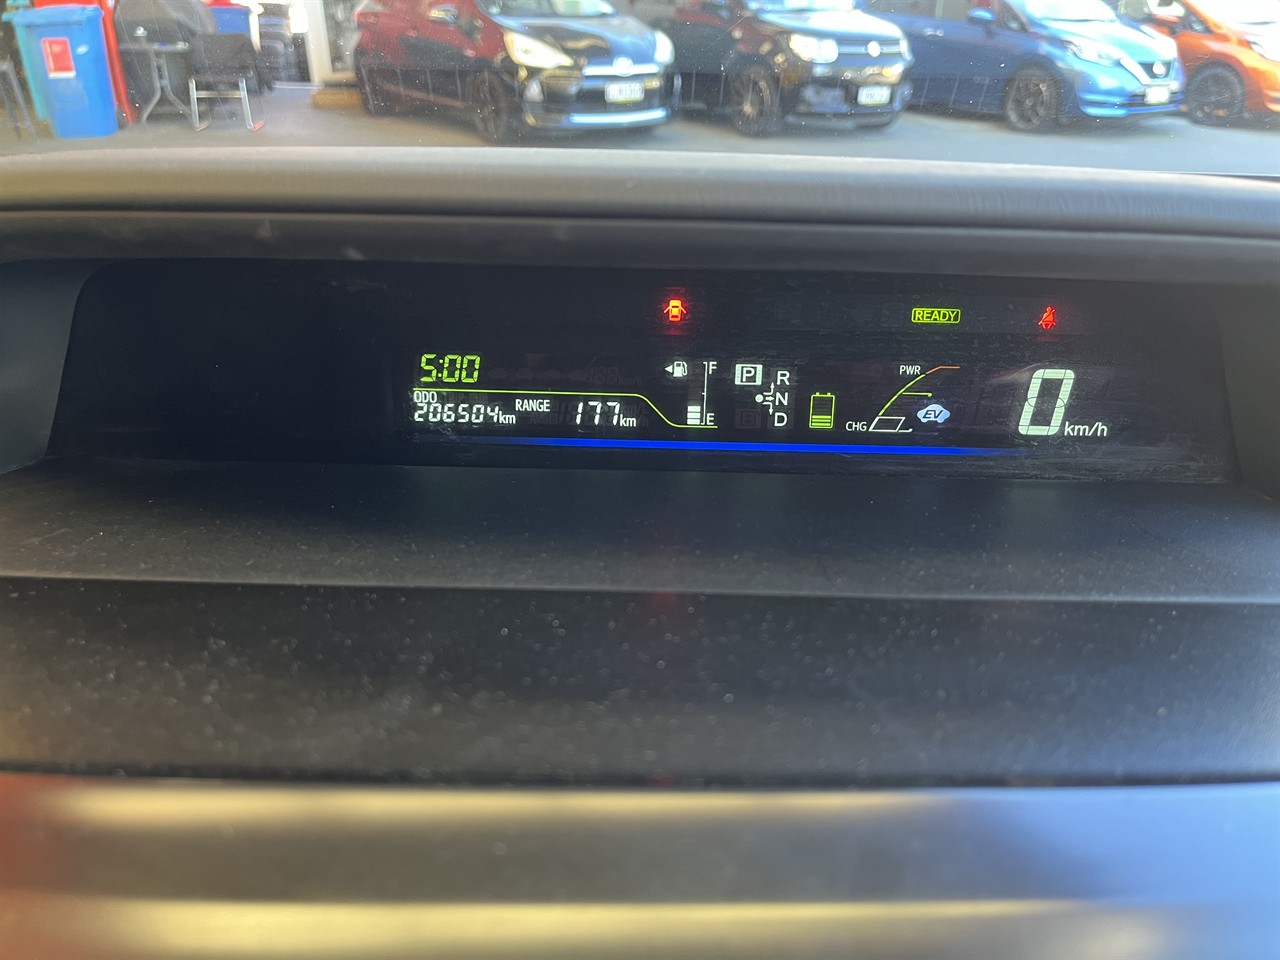 READY
5:00
ODO
206504km
RANGE 177km
F
E
P
R
N
D
PWR
CHG
EV
0 km/h